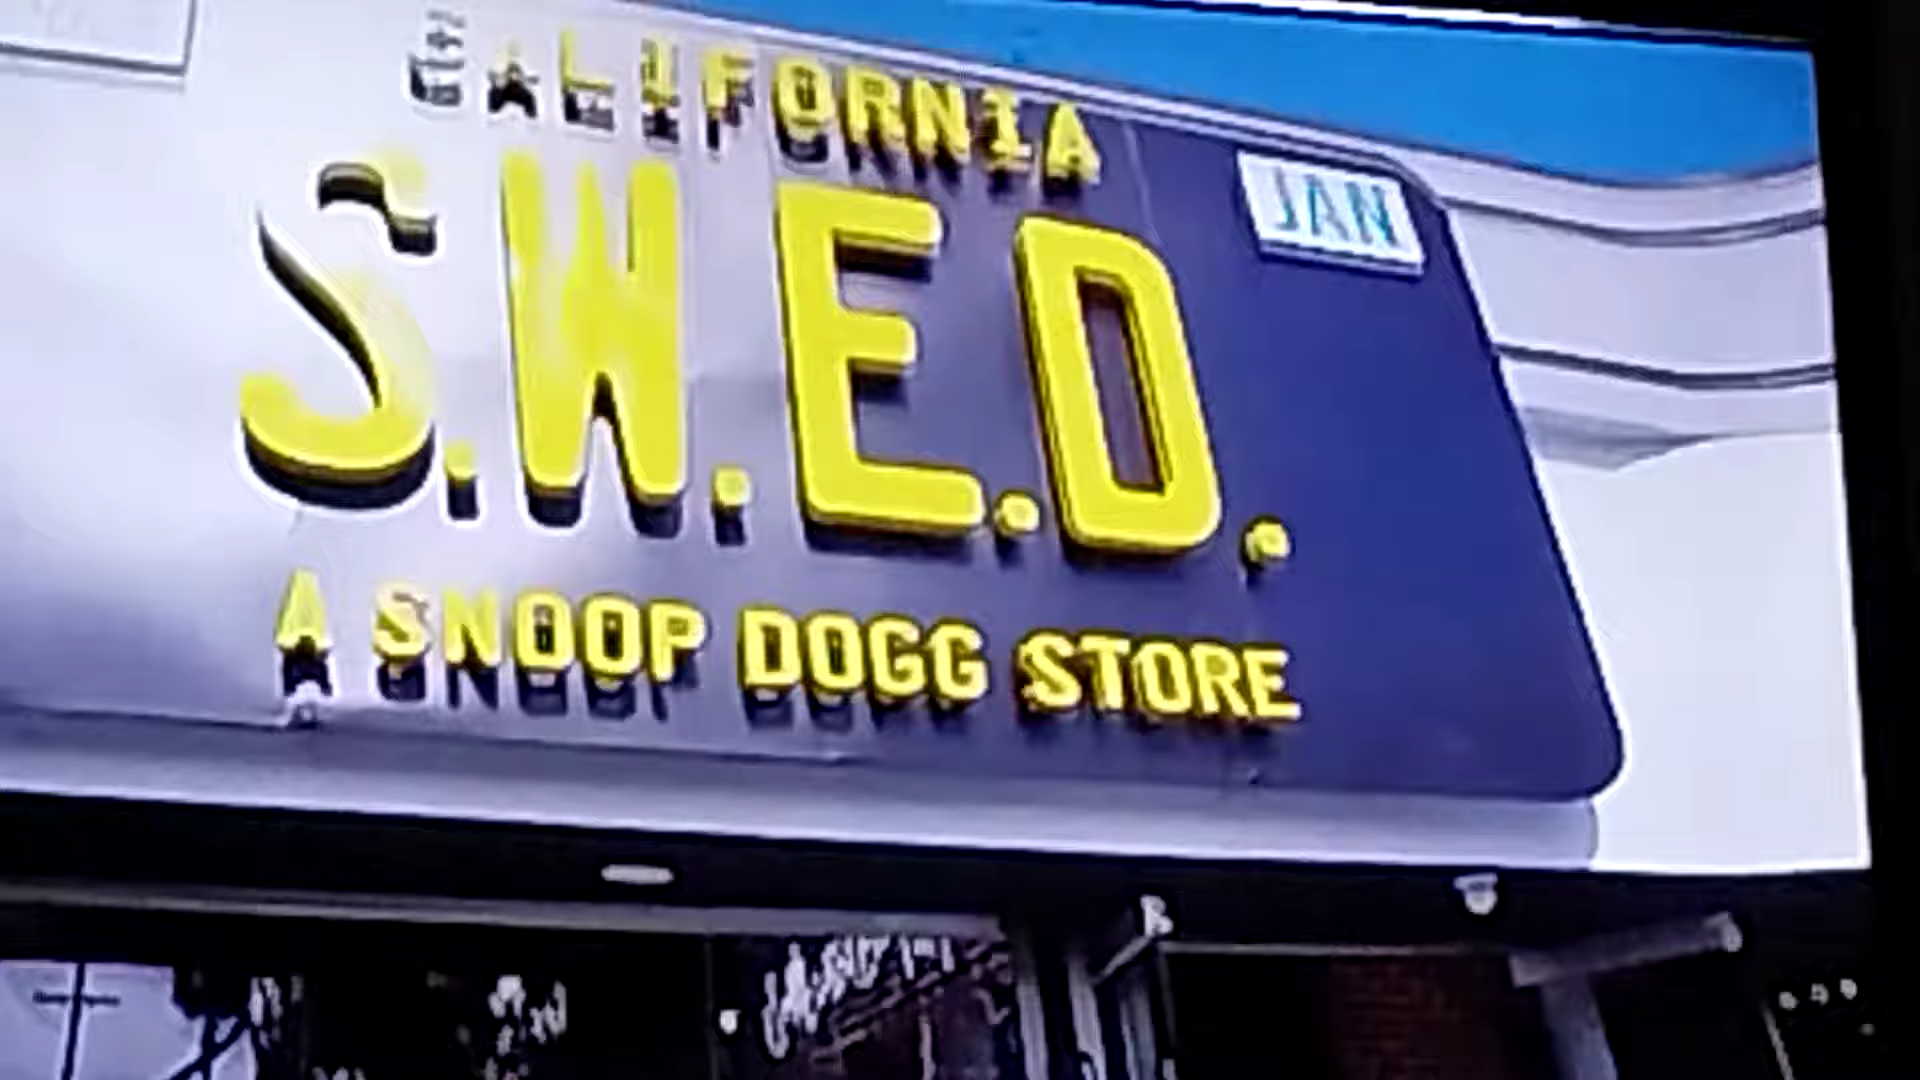 CALIFORNIA
JAN
S.W.E.D.
A SNOOP DOGG STORE